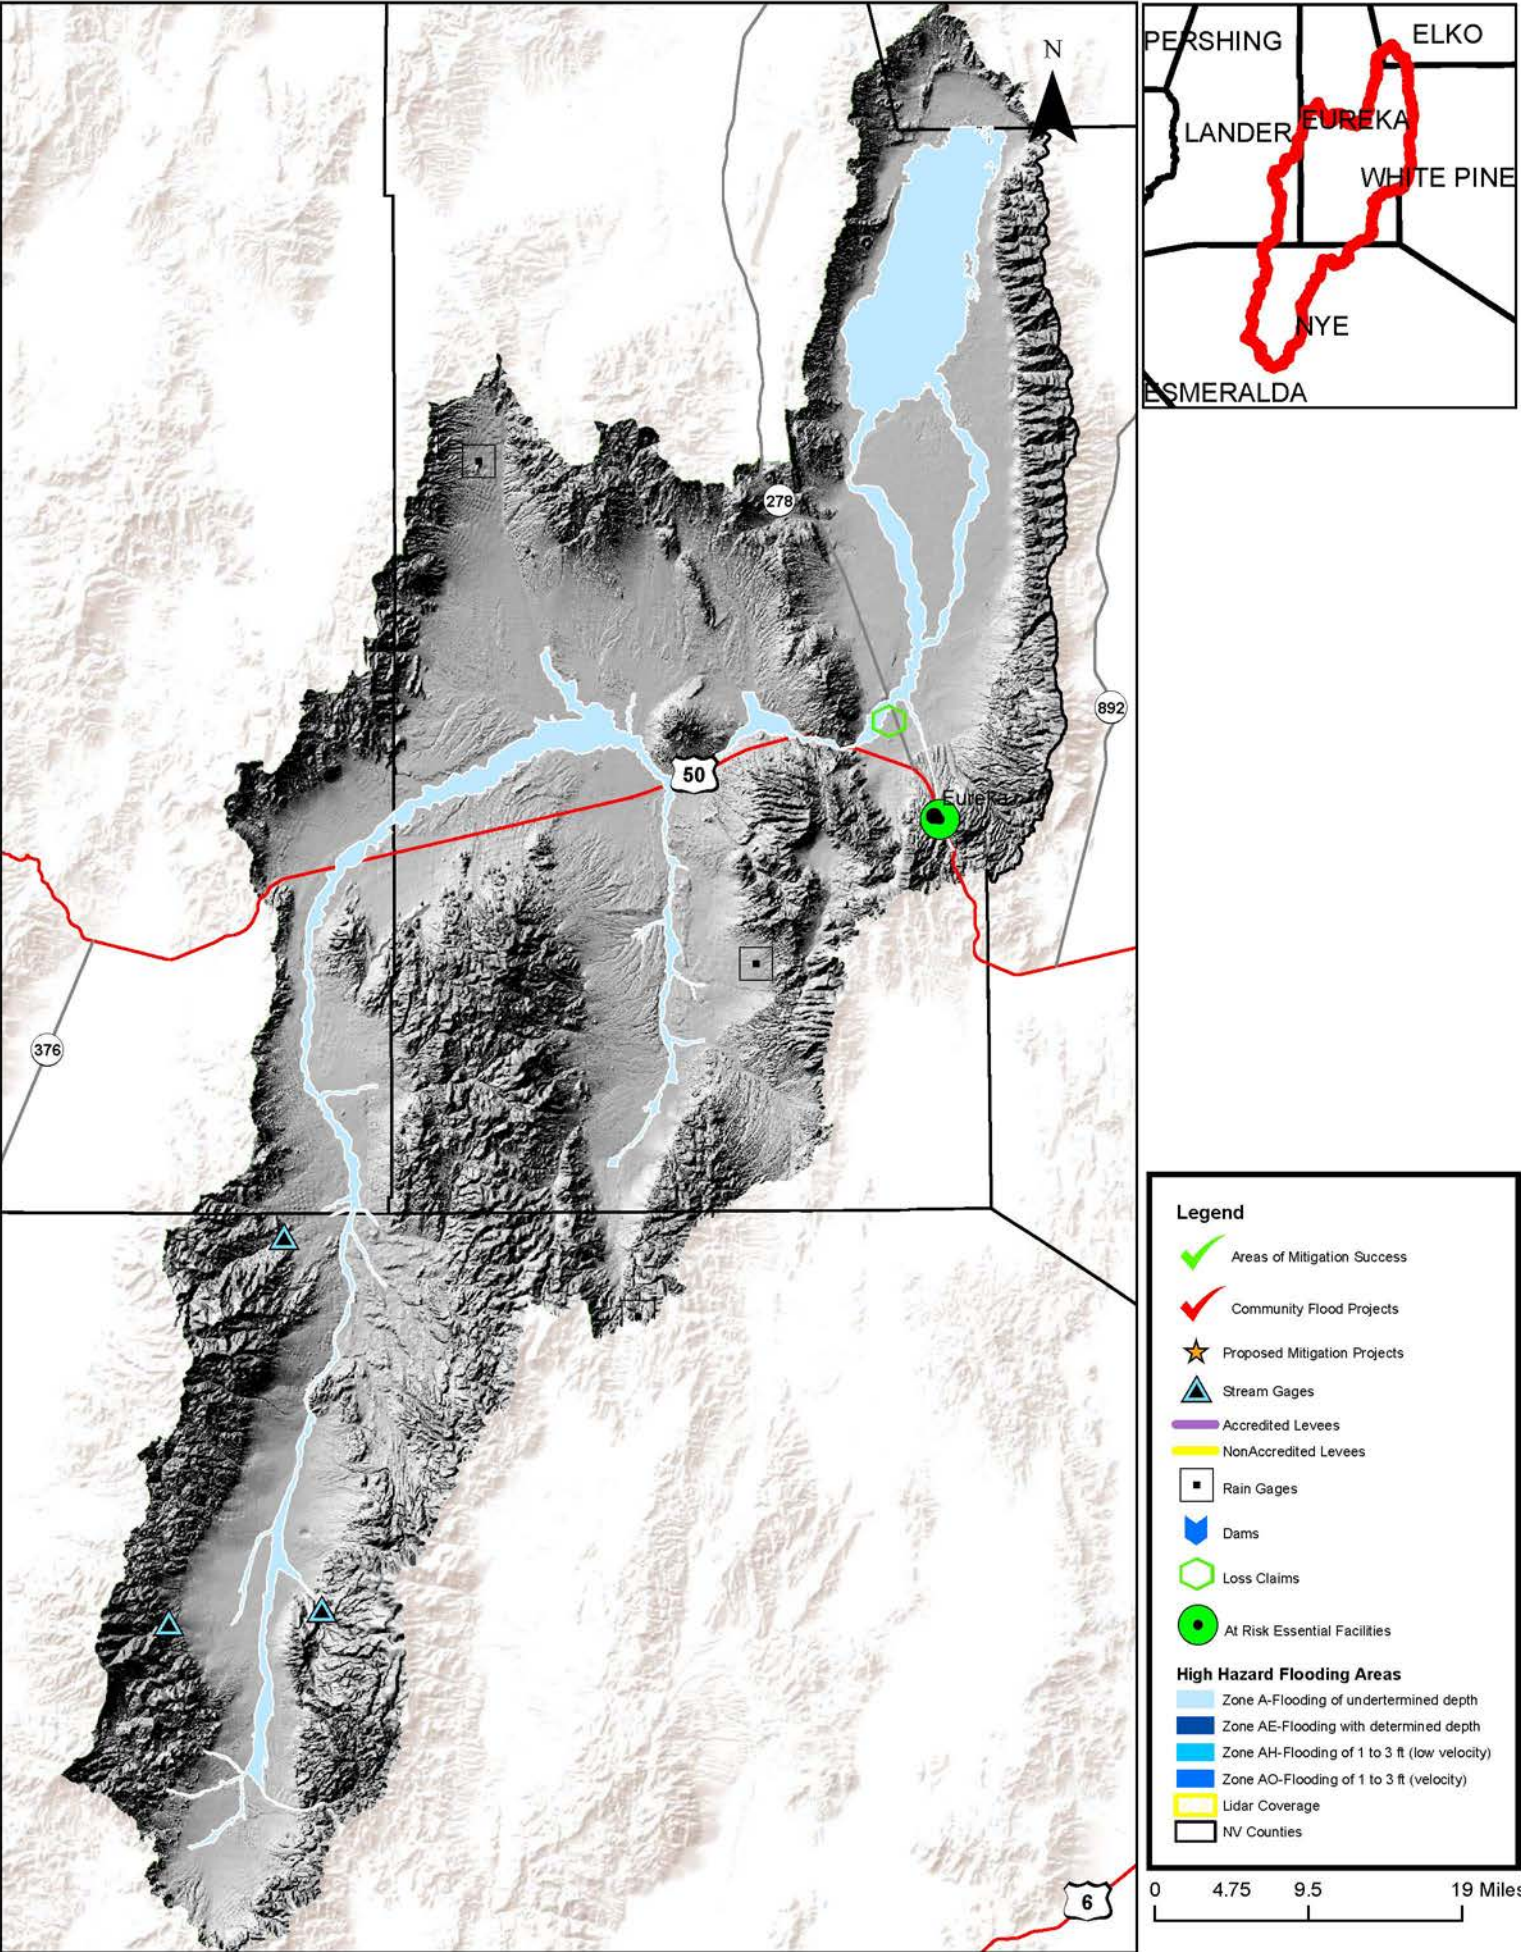 N
278
50
Eureka
892
376
6
PERSHING
ELKO
LANDER
EUREKA
WHITE PINE
NYE
ESMERALDA
Legend
Areas of Mitigation Success
Community Flood Projects
Proposed Mitigation Projects
Stream Gages
Accredited Levees
NonAccredited Levees
Rain Gages
Dams
Loss Claims
At Risk Essential Facilities
High Hazard Flooding Areas
Zone A-Flooding of undertermined depth
Zone AE-Flooding with determined depth
Zone AH-Flooding of 1 to 3 ft (low velocity)
Zone AO-Flooding of 1 to 3 ft (velocity)
Lidar Coverage
NV Counties
0 4.75 9.5 19 Miles